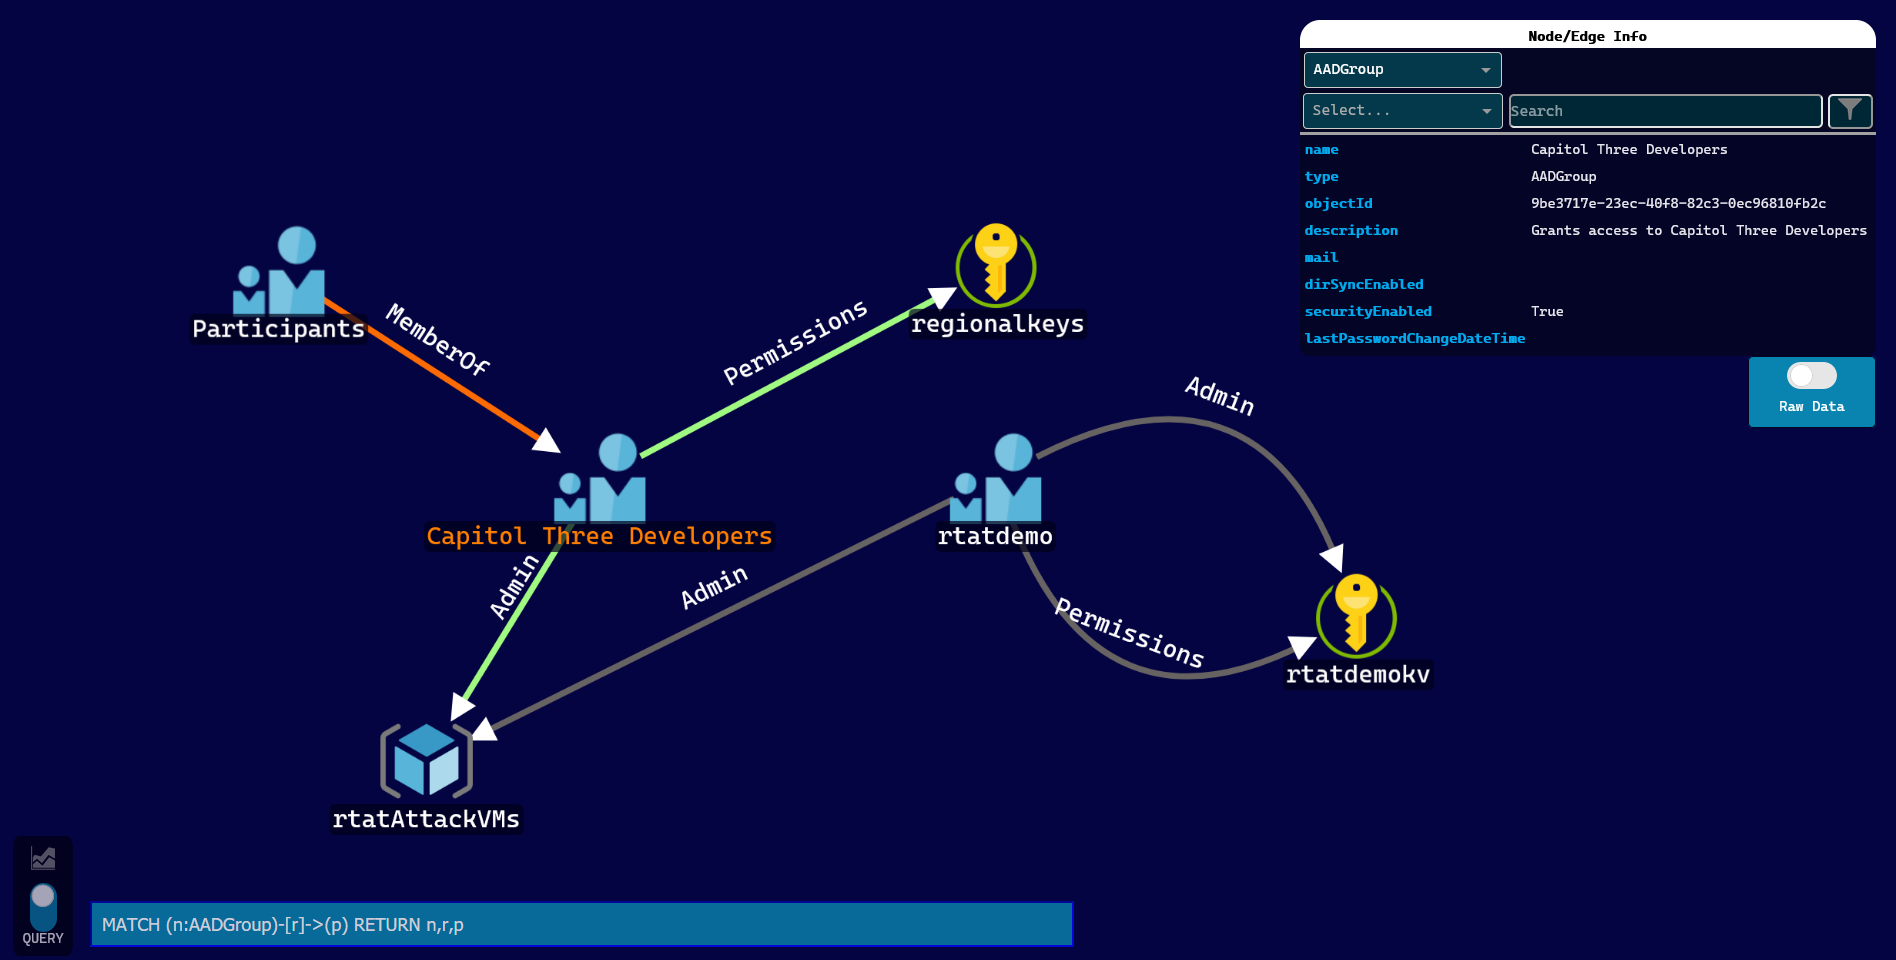 Node/Edge Info
AADGroup
Select...
Search
name Capitol Three Developers
type AADGroup
objectId 9be3717e-23ec-40f8-82c3-0ec96810fb2c
description Grants access to Capitol Three Developers
mail
dirSyncEnabled
securityEnabled True
lastPasswordChangeDateTime
Raw Data
Participants
MemberOf
Permissions
regionalkeys
Admin
Capitol Three Developers
rtatdemo
Admin
Admin
Permissions
rtatdemokv
rtatAttackVMs
QUERY
MATCH (n:AADGroup)-[r]->(p) RETURN n,r,p